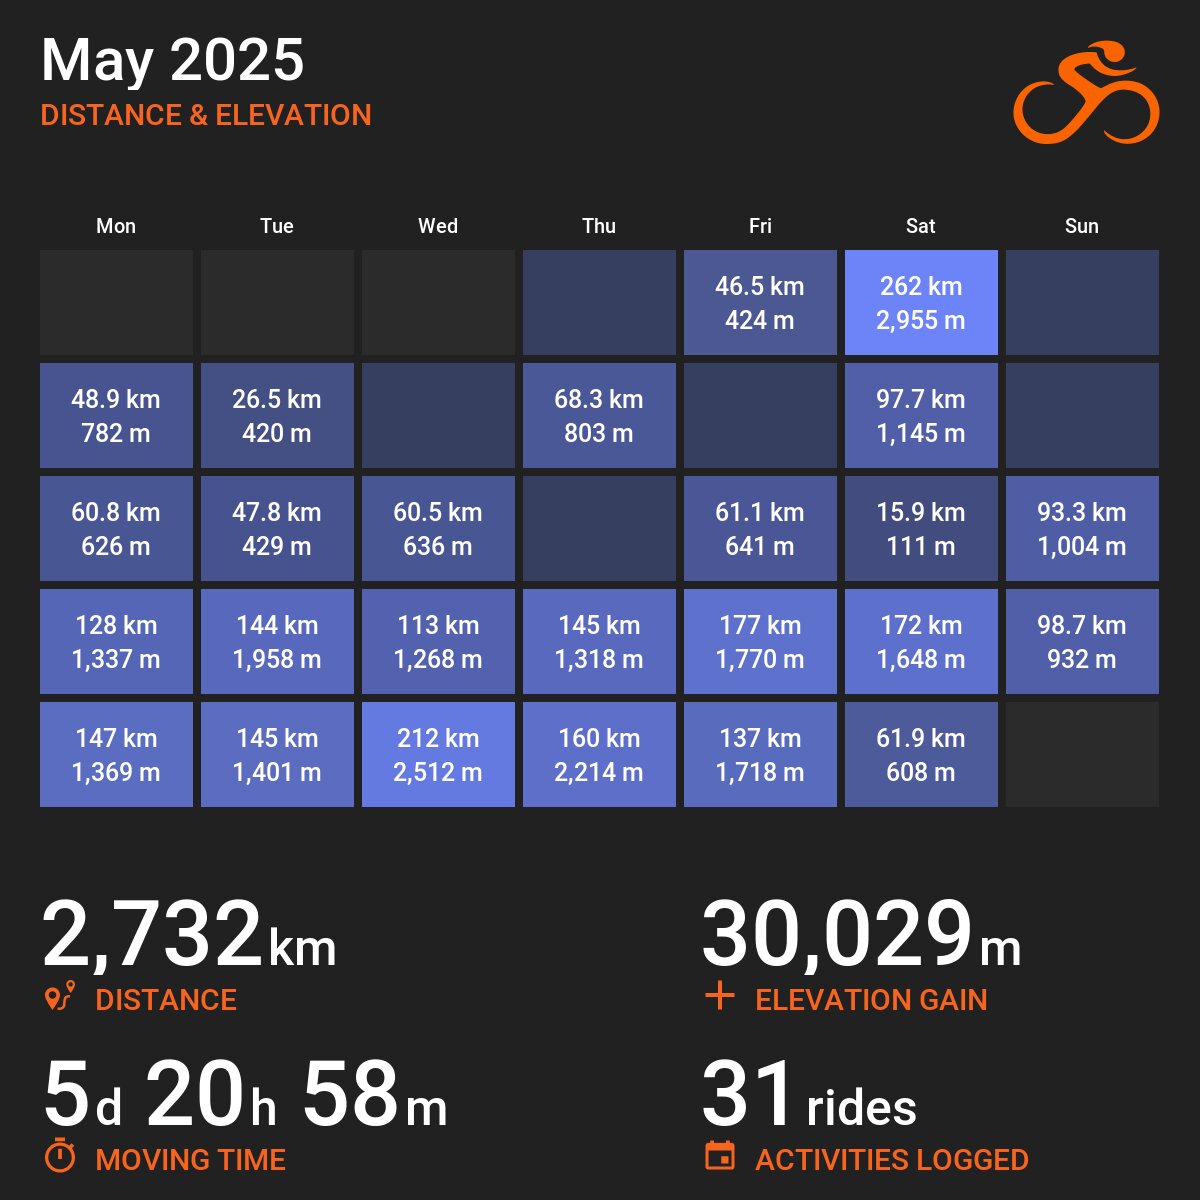 May 2025
DISTANCE & ELEVATION
Mon Tue Wed Thu Fri Sat Sun
46.5 km 262 km
424 m 2,955 m
48.9 km 26.5 km 68.3 km 97.7 km
782 m 420 m 803 m 1,145 m
60.8 km 47.8 km 60.5 km 61.1 km 15.9 km 93.3 km
626 m 429 m 636 m 641 m 111 m 1,004 m
128 km 144 km 113 km 145 km 177 km 172 km 98.7 km
1,337 m 1,958 m 1,268 m 1,318 m 1,770 m 1,648 m 932 m
147 km 145 km 212 km 160 km 137 km 61.9 km
1,369 m 1,401 m 2,512 m 2,214 m 1,718 m 608 m
2,732 km 30,029 m
DISTANCE ELEVATION GAIN
5d 20h 58m 31 rides
MOVING TIME ACTIVITIES LOGGED